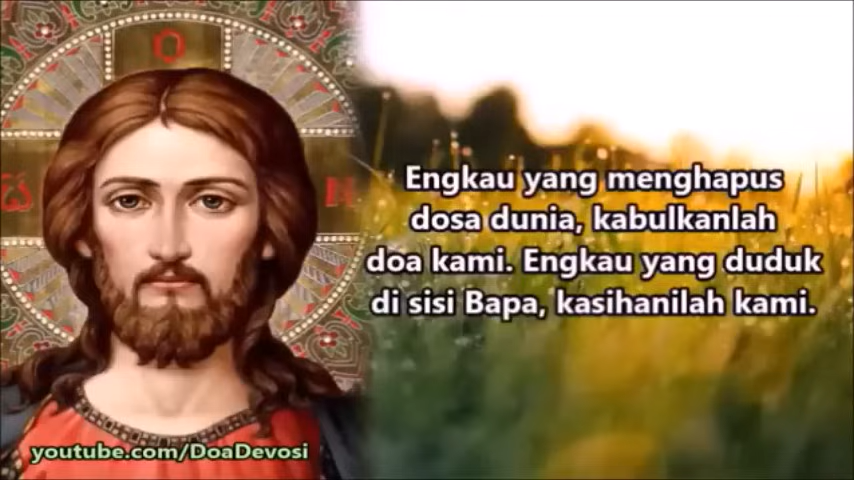 Engkau yang menghapus
dosa dunia, kabulkanlah
doa kami. Engkau yang duduk
di sisi Bapa, kasihanilah kami.
youtube.com/DoaDevosi